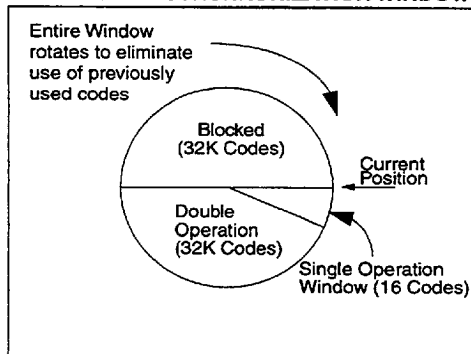 Entire Window
rotates to eliminate
use of previously
used codes
Blocked
(32K Codes)
Current
Position
Double
Operation
(32K Codes)
Single Operation
Window (16 Codes)